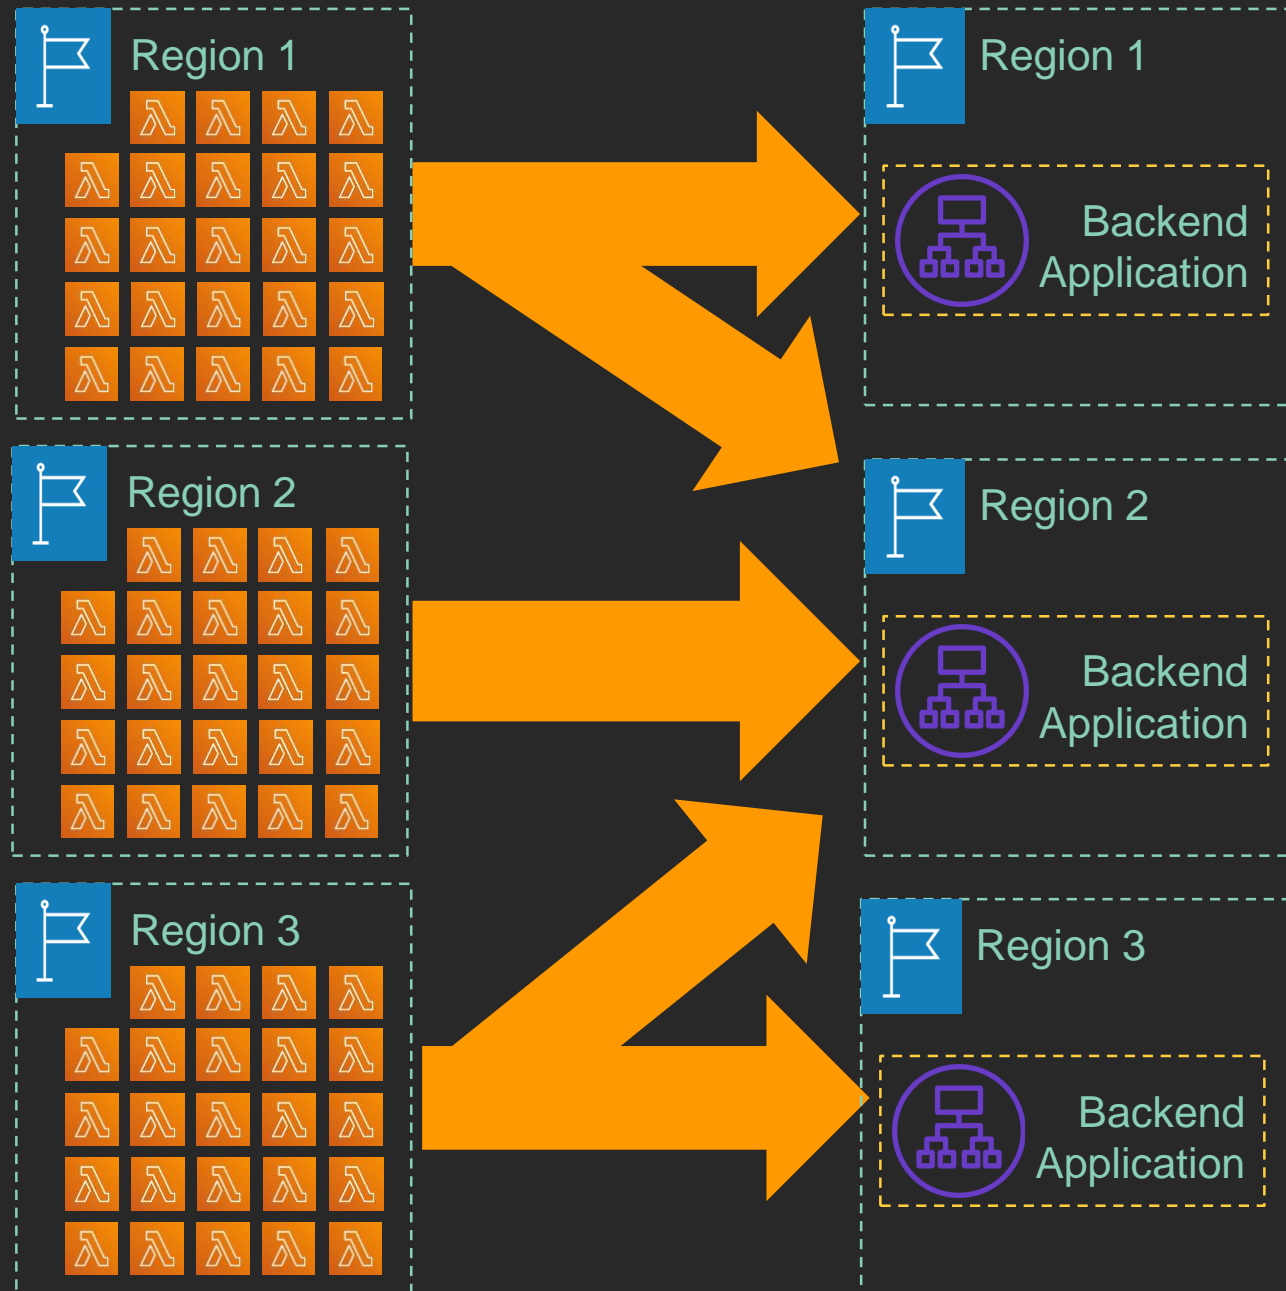 Region 1
Region 2
Region 3
Region 1
Backend
Application
Region 2
Backend
Application
Region 3
Backend
Application